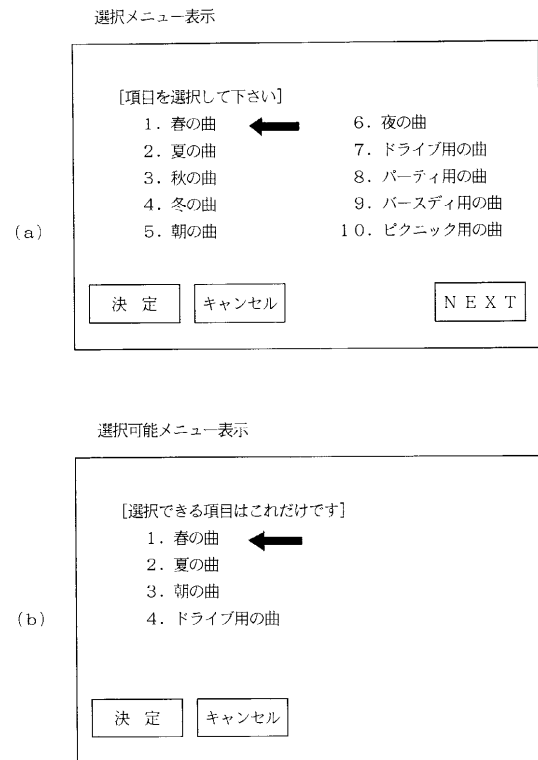 選択メニュー表示
[項目を選択して下さい]
1．春の曲
2．夏の曲
3．秋の曲
4．冬の曲
5．朝の曲
6．夜の曲
7．ドライブ用の曲
8．パーティ用の曲
9．バースディ用の曲
10．ピクニック用の曲
(a)
決 定
キャンセル
N E X T
選択可能メニュー表示
[選択できる項目はこれだけです]
1．春の曲
2．夏の曲
3．朝の曲
4．ドライブ用の曲
(b)
決 定
キャンセル